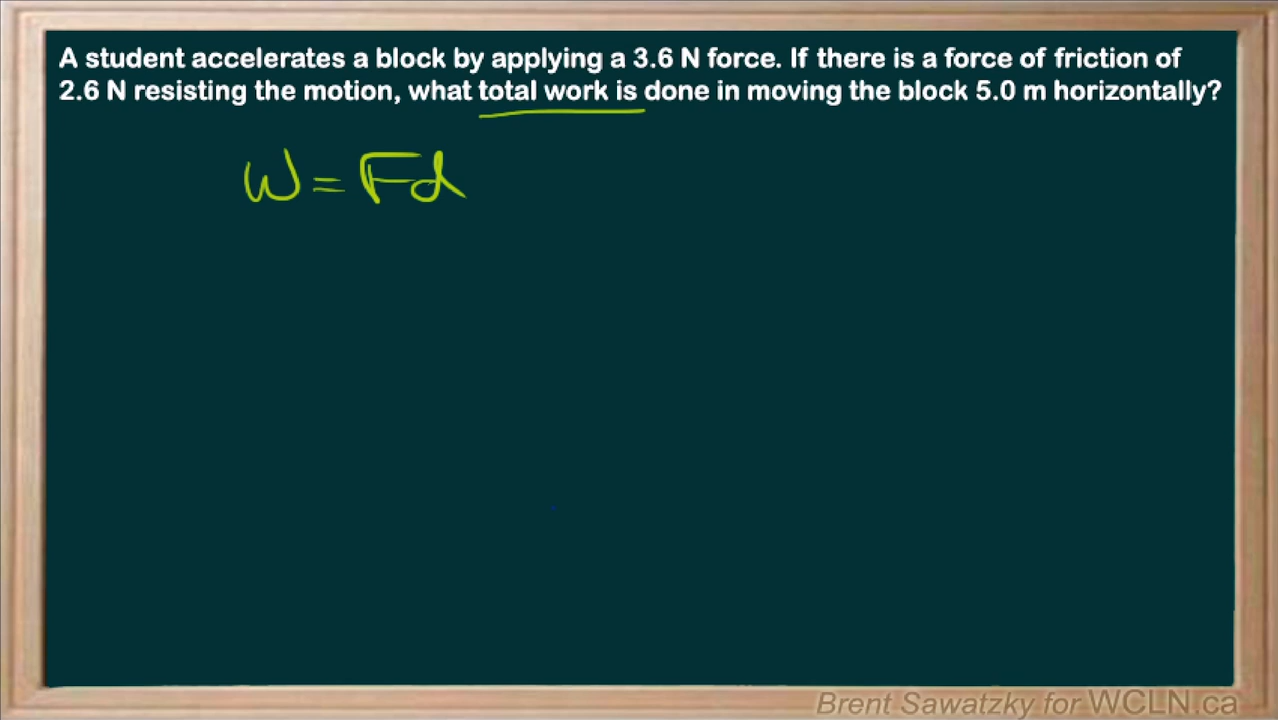 A student accelerates a block by applying a 3.6 N force. If there is a force of friction of
2.6 N resisting the motion, what total work is done in moving the block 5.0 m horizontally?
W = Fd
Brent Sawatzky for WCLN.ca